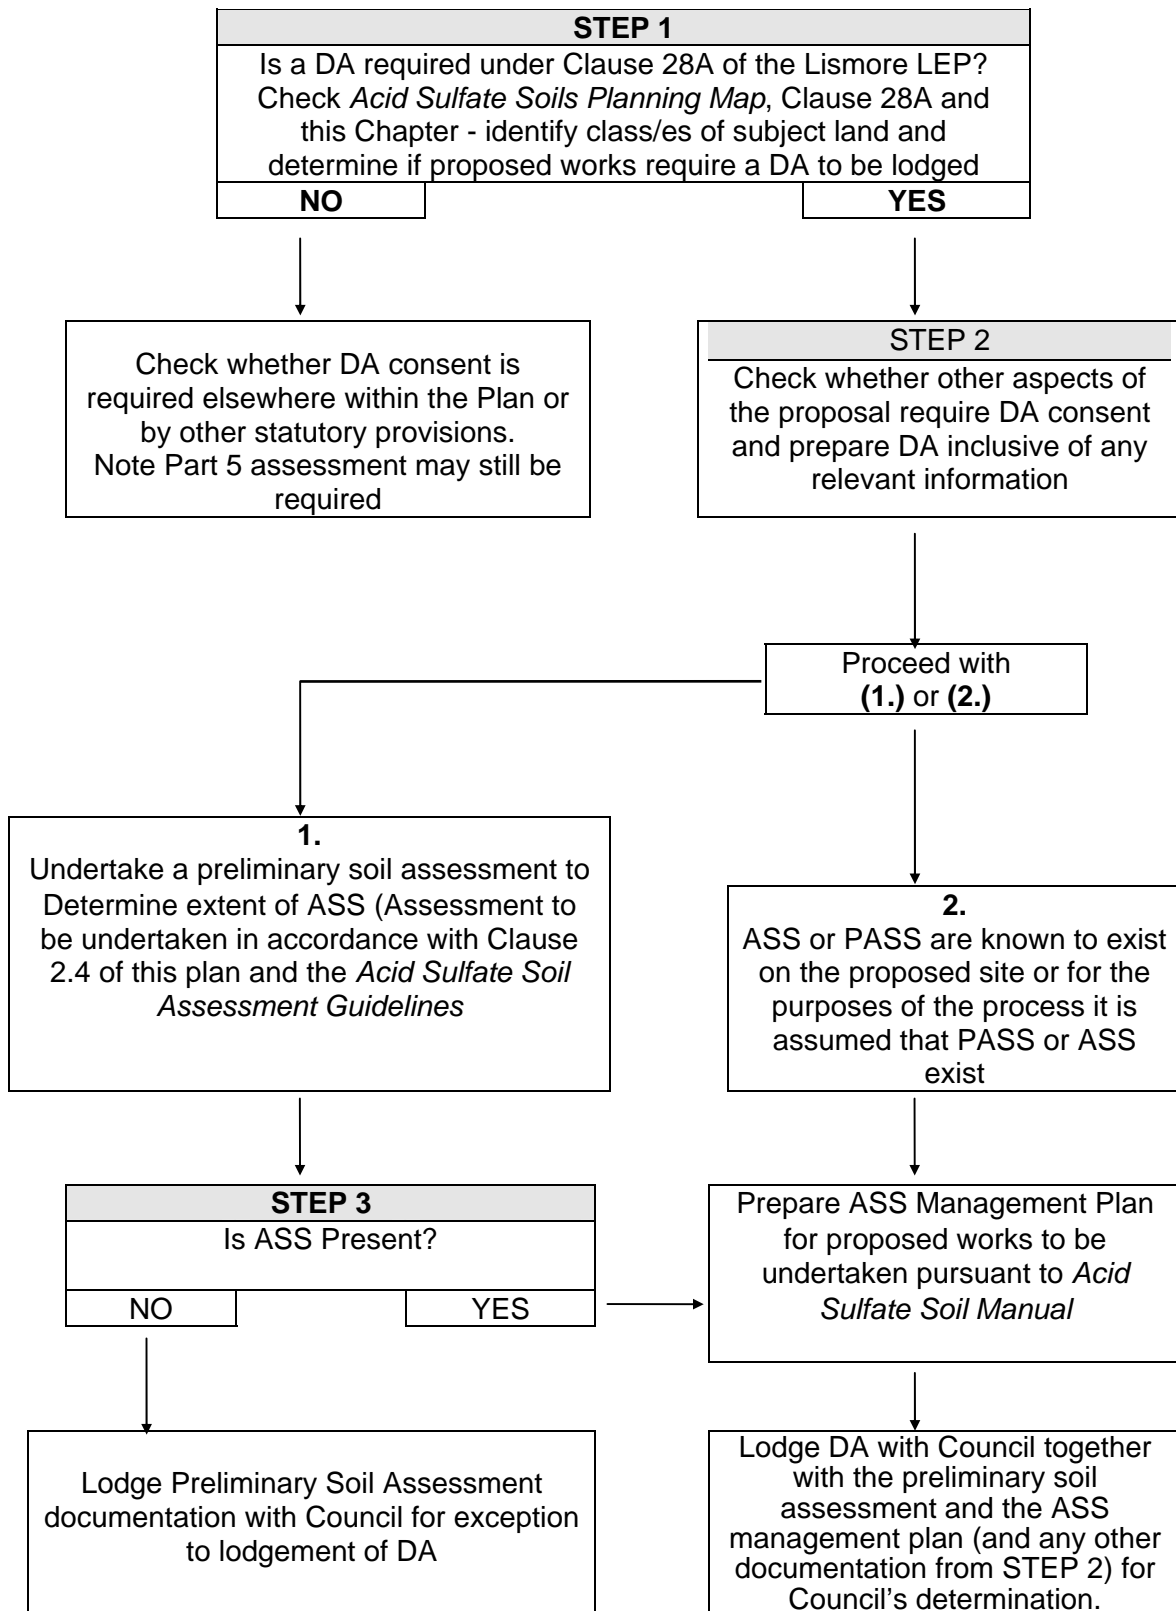 STEP 1
Is a DA required under Clause 28A of the Lismore LEP?
Check Acid Sulfate Soils Planning Map, Clause 28A and
this Chapter - identify class/es of subject land and
determine if proposed works require a DA to be lodged
NO
YES
Check whether DA consent is
required elsewhere within the Plan or
by other statutory provisions.
Note Part 5 assessment may still be
required
STEP 2
Check whether other aspects of
the proposal require DA consent
and prepare DA inclusive of any
relevant information
Proceed with
(1.) or (2.)
1.
Undertake a preliminary soil assessment to
Determine extent of ASS (Assessment to
be undertaken in accordance with Clause
2.4 of this plan and the Acid Sulfate Soil
Assessment Guidelines
2.
ASS or PASS are known to exist
on the proposed site or for the
purposes of the process it is
assumed that PASS or ASS
exist
STEP 3
Is ASS Present?
NO
YES
Prepare ASS Management Plan
for proposed works to be
undertaken pursuant to Acid
Sulfate Soil Manual
Lodge Preliminary Soil Assessment
documentation with Council for exception
to lodgement of DA
Lodge DA with Council together
with the preliminary soil
assessment and the ASS
management plan (and any other
documentation from STEP 2) for
Council's determination.